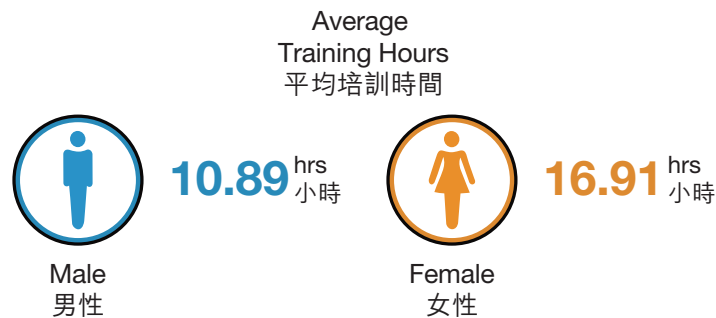 Average
Training Hours
平均培訓時間
10.89 hrs
小時
16.91 hrs
小時
Male
男性
Female
女性